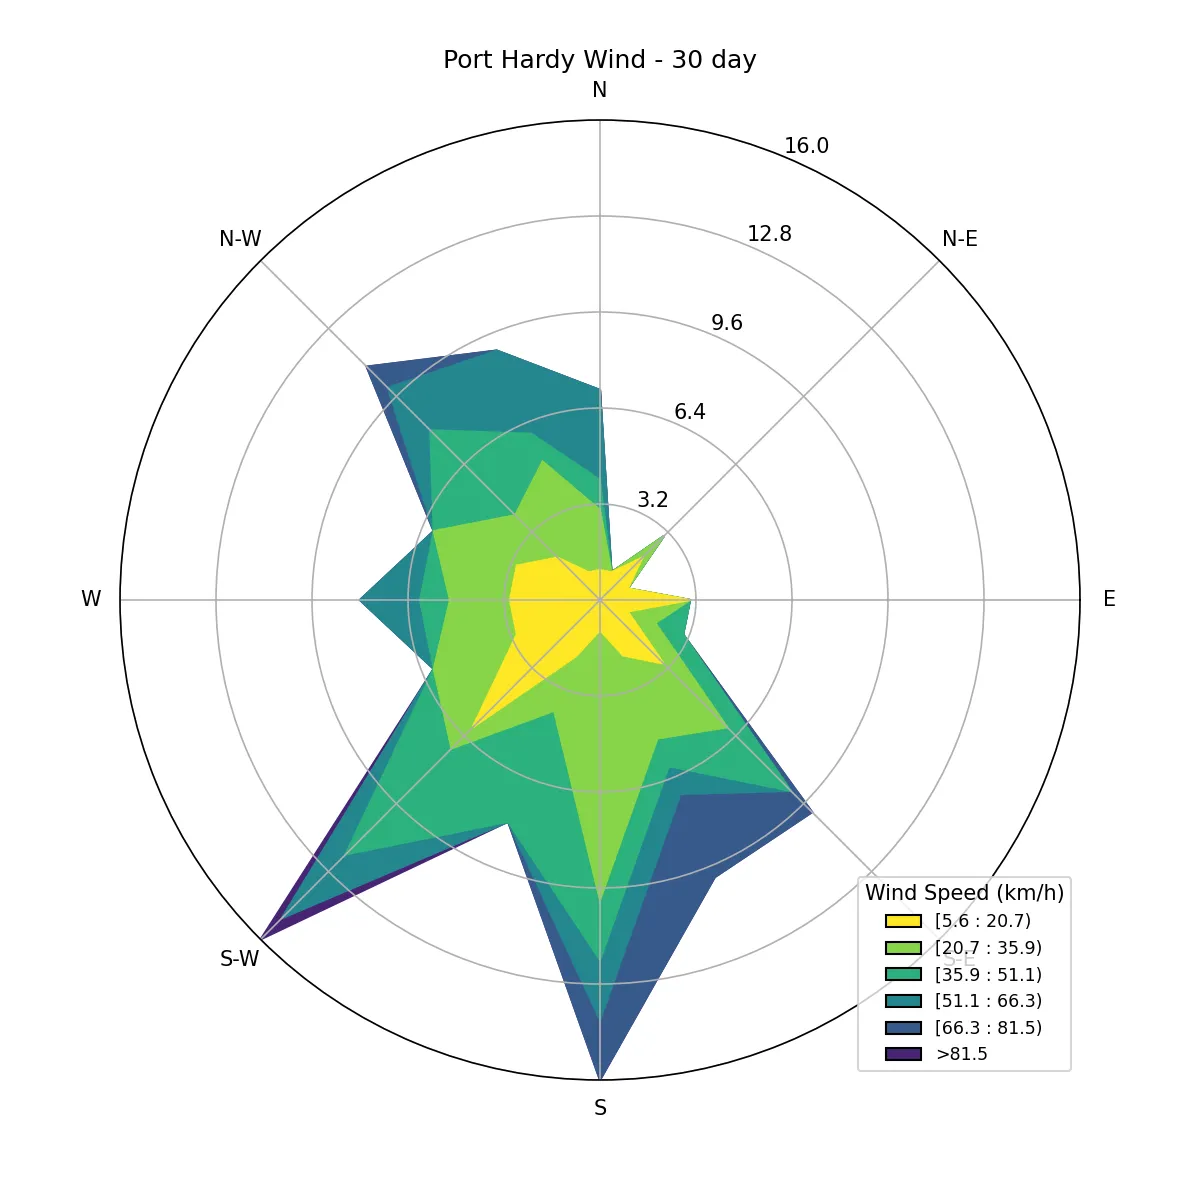 Port Hardy Wind - 30 day
N
16.0
N-W
N-E
12.8
9.6
6.4
3.2
W
E
S-W
S-E
S
Wind Speed (km/h)
[5.6 : 20.7)
[20.7 : 35.9)
[35.9 : 51.1)
[51.1 : 66.3)
[66.3 : 81.5)
>81.5